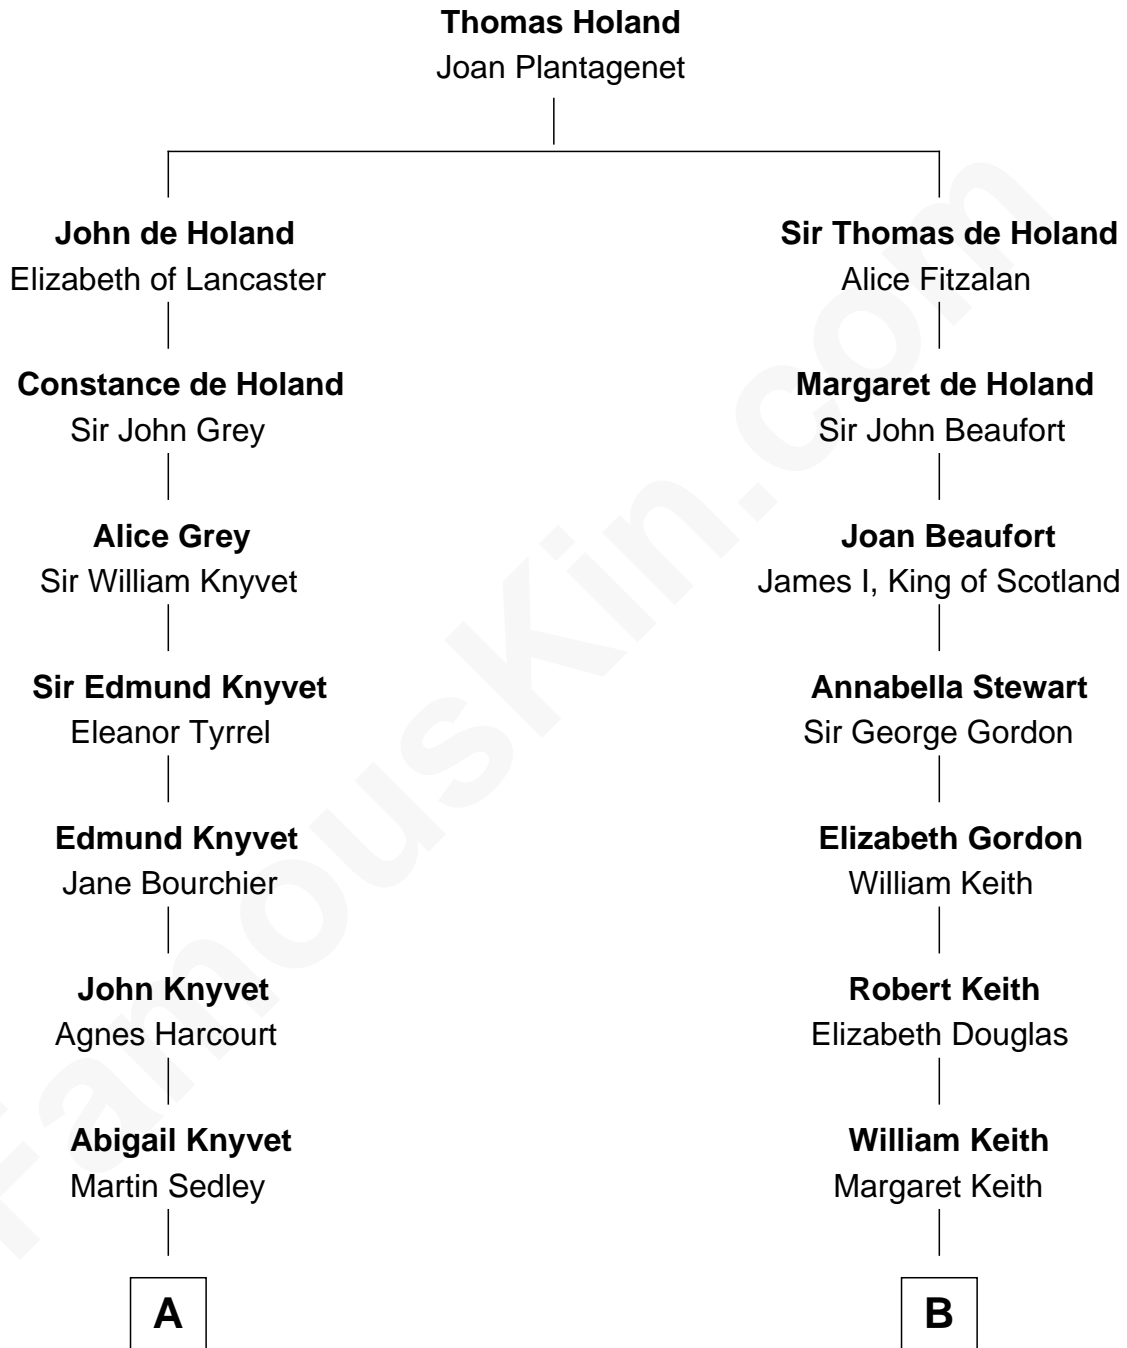 Thomas Holand
Joan Plantagenet
John de Holand
Elizabeth of Lancaster
Constance de Holand
Sir John Grey
Alice Grey
Sir William Knyvet
Sir Edmund Knyvet
Eleanor Tyrrel
Edmund Knyvet
Jane Bourchier
John Knyvet
Agnes Harcourt
Abigail Knyvet
Martin Sedley
A
Sir Thomas de Holand
Alice Fitzalan
Margaret de Holand
Sir John Beaufort
Joan Beaufort
James I, King of Scotland
Annabella Stewart
Sir George Gordon
Elizabeth Gordon
William Keith
Robert Keith
Elizabeth Douglas
William Keith
Margaret Keith
B
FamousKin.com